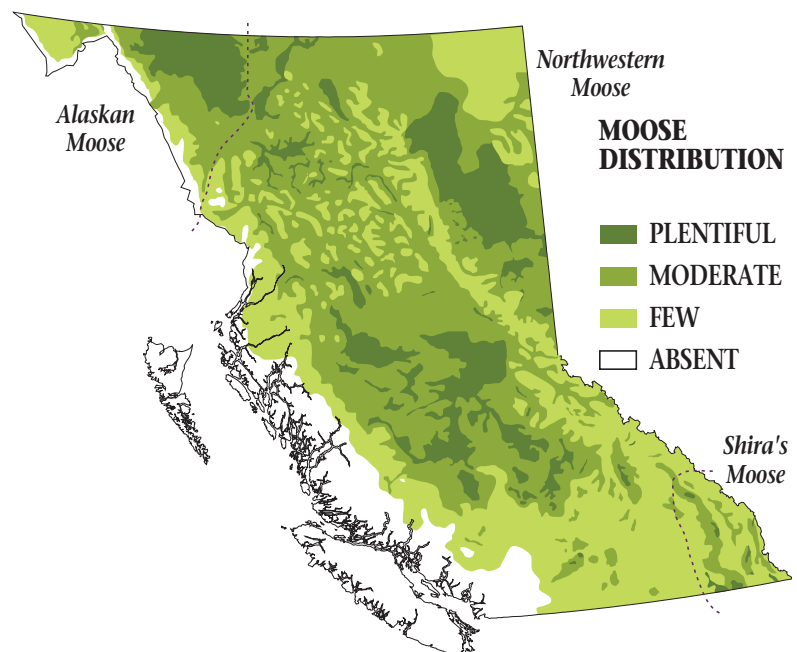 Northwestern
Moose
Alaskan
Moose
MOOSE
DISTRIBUTION
PLENTIFUL
MODERATE
FEW
ABSENT
Shira's
Moose